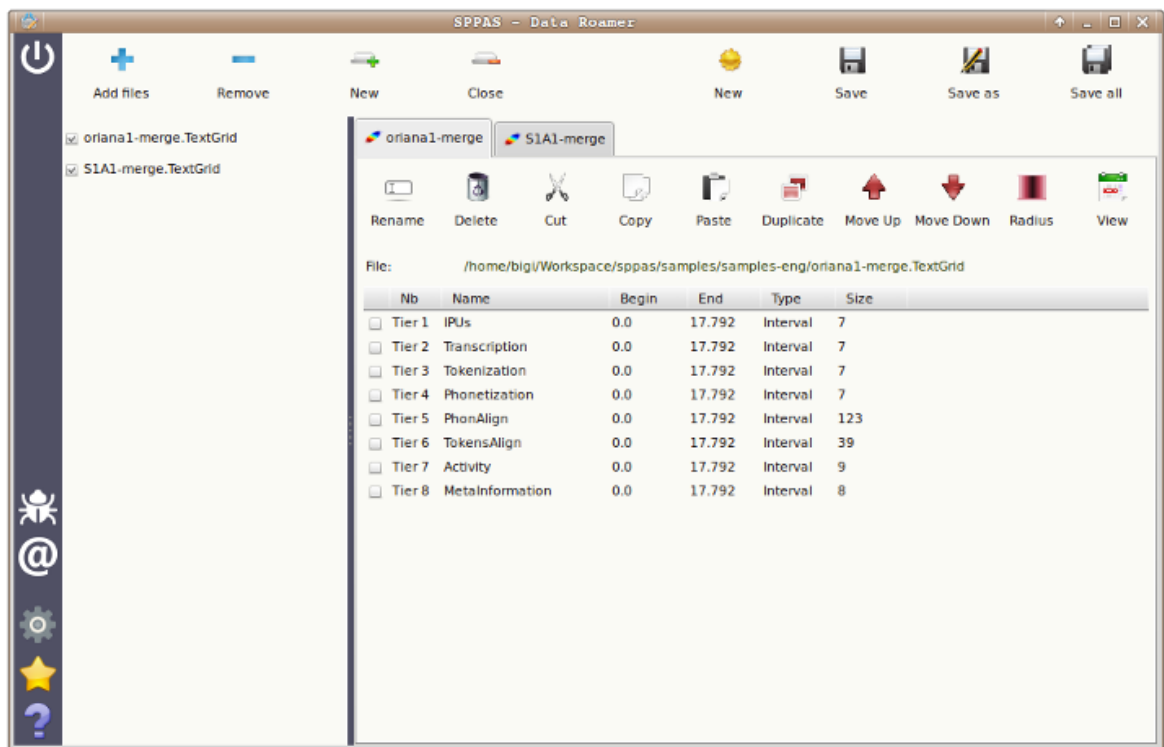 SPPAS - Data Roamer
Add files Remove New Close New Save Save as Save all
oriana1-merge.TextGrid
S1A1-merge.TextGrid
oriana1-merge S1A1-merge
Rename Delete Cut Copy Paste Duplicate Move Up Move Down Radius View
File: /home/bigi/Workspace/sppas/samples/samples-eng/oriana1-merge.TextGrid
Nb Name Begin End Type Size
Tier 1 IPUs 0.0 17.792 Interval 7
Tier 2 Transcription 0.0 17.792 Interval 7
Tier 3 Tokenization 0.0 17.792 Interval 7
Tier 4 Phonetization 0.0 17.792 Interval 7
Tier 5 PhonAlign 0.0 17.792 Interval 123
Tier 6 TokensAlign 0.0 17.792 Interval 39
Tier 7 Activity 0.0 17.792 Interval 9
Tier 8 MetaInformation 0.0 17.792 Interval 8